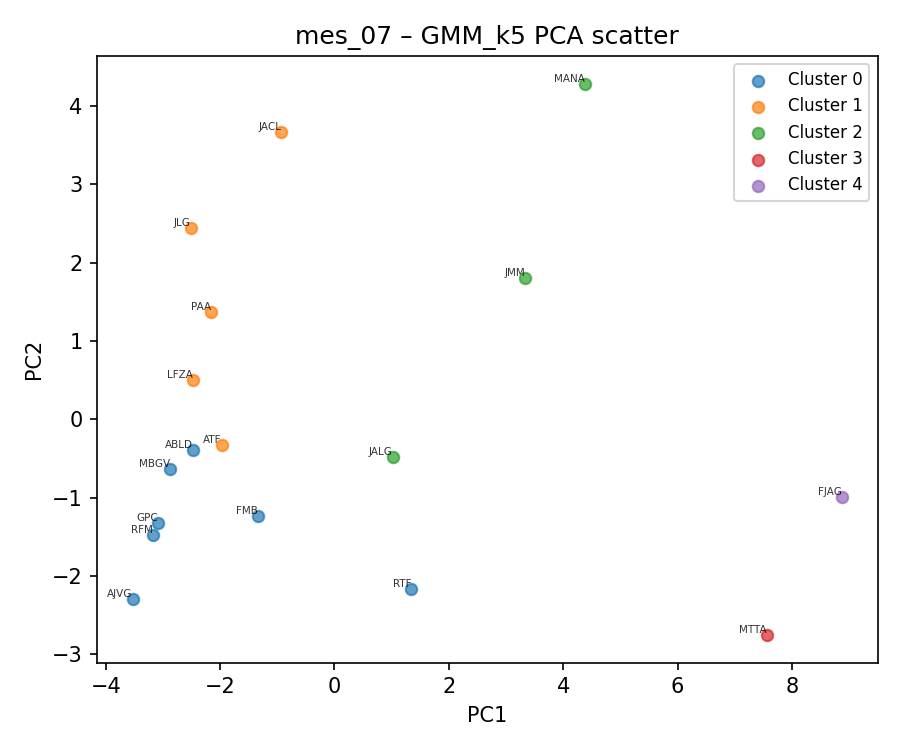 mes_07 – GMM_k5 PCA scatter
MANA
Cluster 0
JACL
Cluster 1
Cluster 2
Cluster 3
Cluster 4
JLG
JMM
PAA
LFZA
ABLD
ATF
MBGV
JALG
GPC
RFM
FMB
FJAG
AJVG
RTF
MTTA
4
3
2
1
0
−1
−2
−3
PC2
−4
−2
0
2
4
6
8
PC1